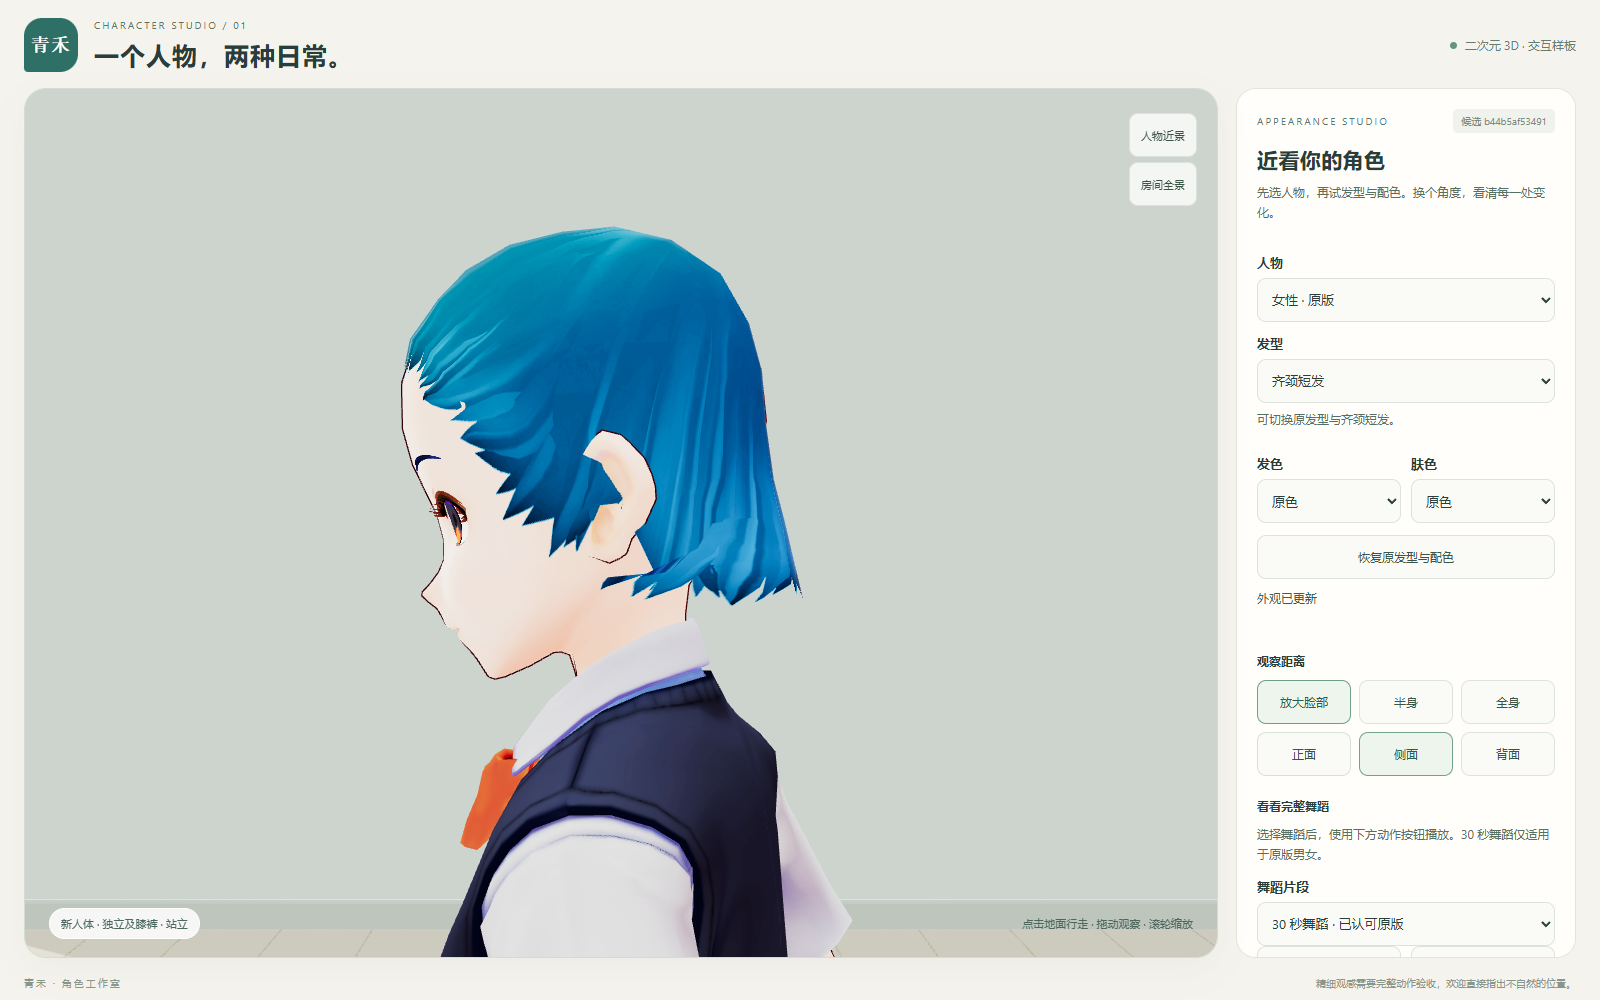 青禾
CHARACTER STUDIO / 01
一个人物，两种日常。
二次元 3D · 交互样板
人物近景
房间全景
新人体 · 独立及膝裤 · 站立
点击地面行走 · 拖动观察 · 滚轮缩放
APPEARANCE STUDIO
候选 b44b5af53491
近看你的角色
先选人物，再试发型与配色。换个角度，看清每一处变
化。
人物
女性 · 原版
发型
齐颈短发
可切换原发型与齐颈短发。
发色
肤色
原色
原色
恢复原发型与配色
外观已更新
观察距离
放大脸部
半身
全身
正面
侧面
背面
看看完整舞蹈
选择舞蹈后，使用下方动作按钮播放。30 秒舞蹈仅适用
于原版男女。
舞蹈片段
30 秒舞蹈 · 已认可原版
青禾 · 角色工作室
精细观感需要完整动作验收，欢迎直接指出不自然的位置。